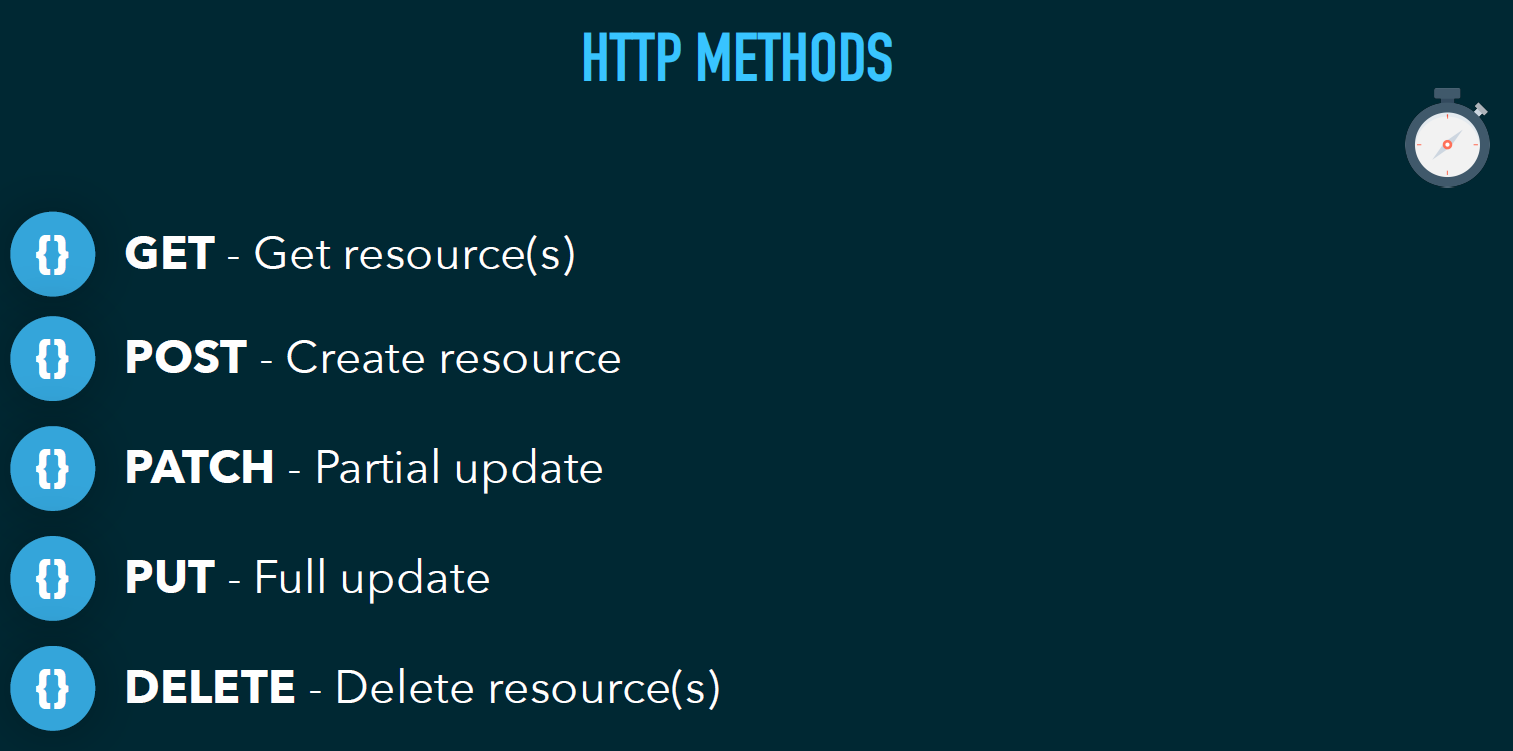 HTTP METHODS
{} GET - Get resource(s)
{} POST - Create resource
{} PATCH - Partial update
{} PUT - Full update
{} DELETE - Delete resource(s)